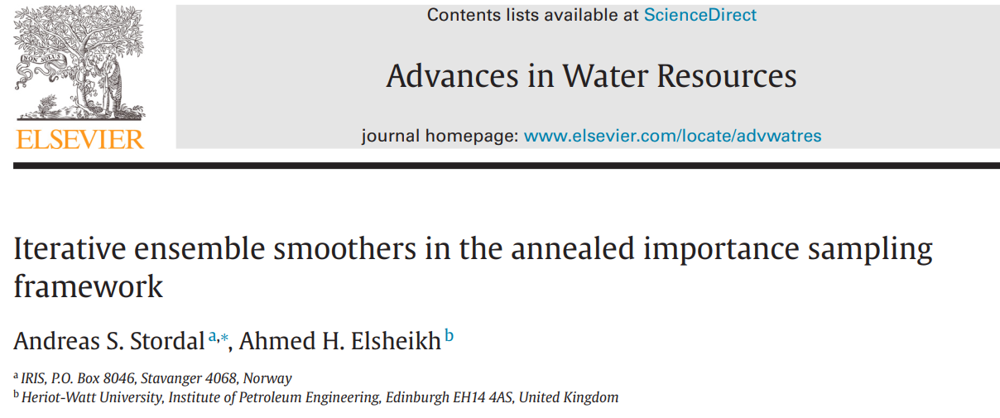 NON SOLUS
ELSEVIER
Contents lists available at ScienceDirect
Advances in Water Resources
journal homepage: www.elsevier.com/locate/advwatres
Iterative ensemble smoothers in the annealed importance sampling
framework
Andreas S. Stordal a,*, Ahmed H. Elsheikh b
a IRIS, P.O. Box 8046, Stavanger 4068, Norway
b Heriot-Watt University, Institute of Petroleum Engineering, Edinburgh EH14 4AS, United Kingdom